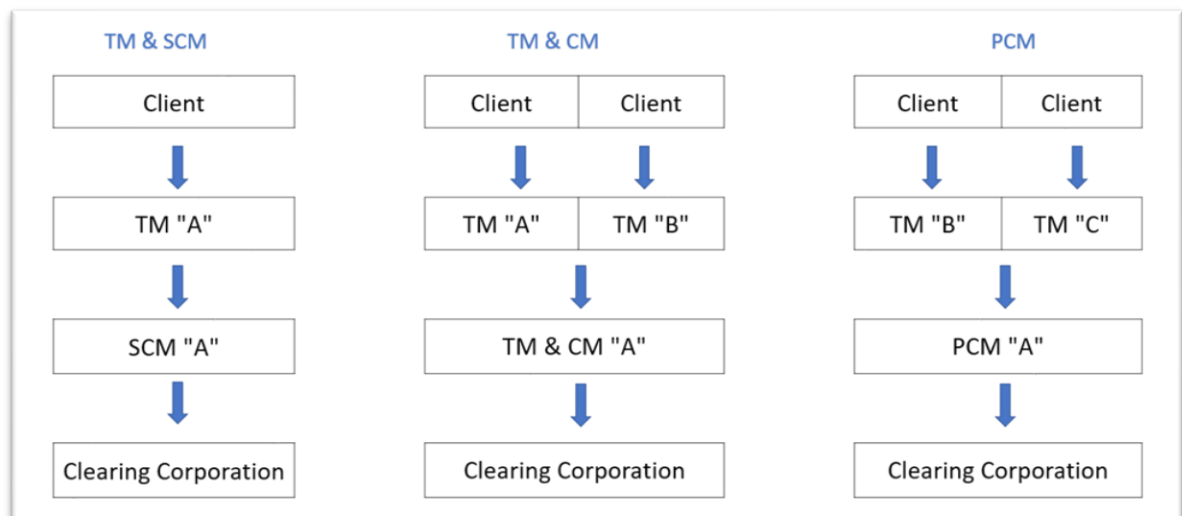 TM & SCM
TM & CM
PCM
Client
Client
Client
Client
Client
TM "A"
TM "A"
TM "B"
TM "B"
TM "C"
SCM "A"
TM & CM "A"
PCM "A"
Clearing Corporation
Clearing Corporation
Clearing Corporation